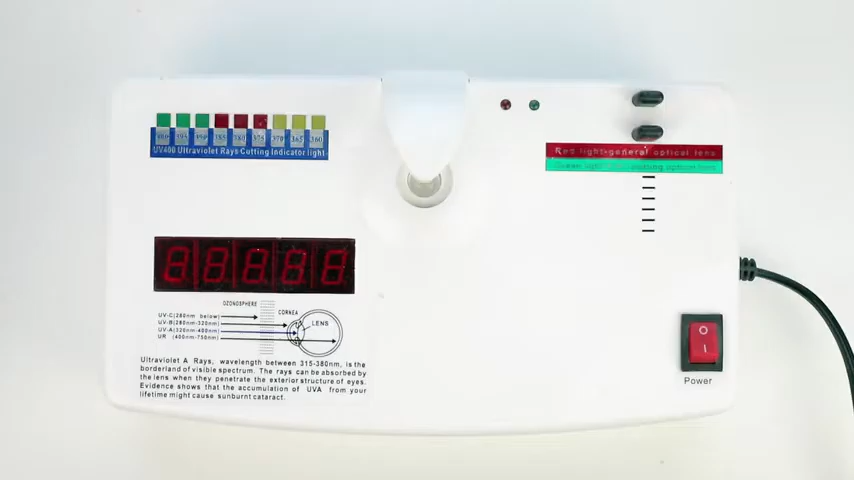 400 395 390 385 380 375 370 365 360
UV400 Ultraviolet Rays Cutting Indicator light
Red light-general optical lens
Green light
cutting optical lens
88888
OZONOSPHERE
CORNEA
LENS
UV-C(280nm below)
UV-B(280nm-320nm)
UV-A(320nm-400nm)
UR (400nm-750nm)
Ultraviolet A Rays, wavelength between 315-380nm, is the
borderland of visible spectrum. The rays can be absorbed by
the lens when they penetrate the exterior structure of eyes.
Evidence shows that the accumulation of UVA from your
lifetime might cause sunburnt cataract.
Power